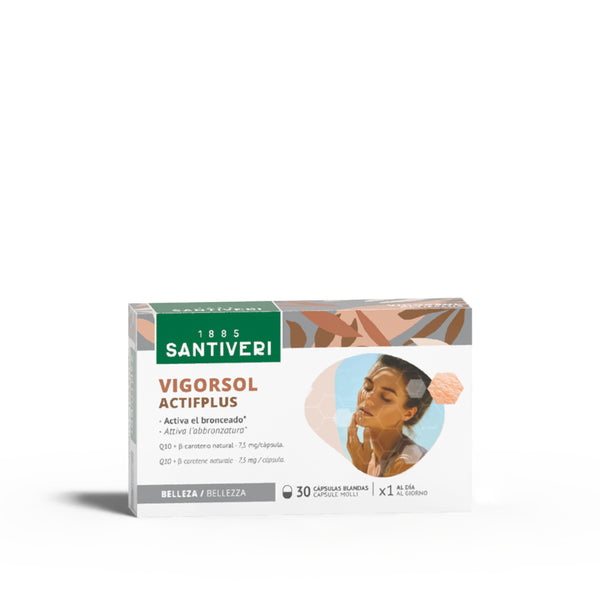 VIGORSOL
1885
SANTIVERI
VIGORSOL
ACTIFPLUS
- Activa el bronceado*
- Attiva l'abbronzatura*
Q10 + β-caroteno natural - 7,5 mg/cápsula.
Q10 + β-carotene naturale - 7,5 mg / capsula.
BELLEZA / BELLEZZA
30 CÁPSULAS BLANDAS
CAPSULE MOLLI
x1 AL DÍA
AL GIORNO